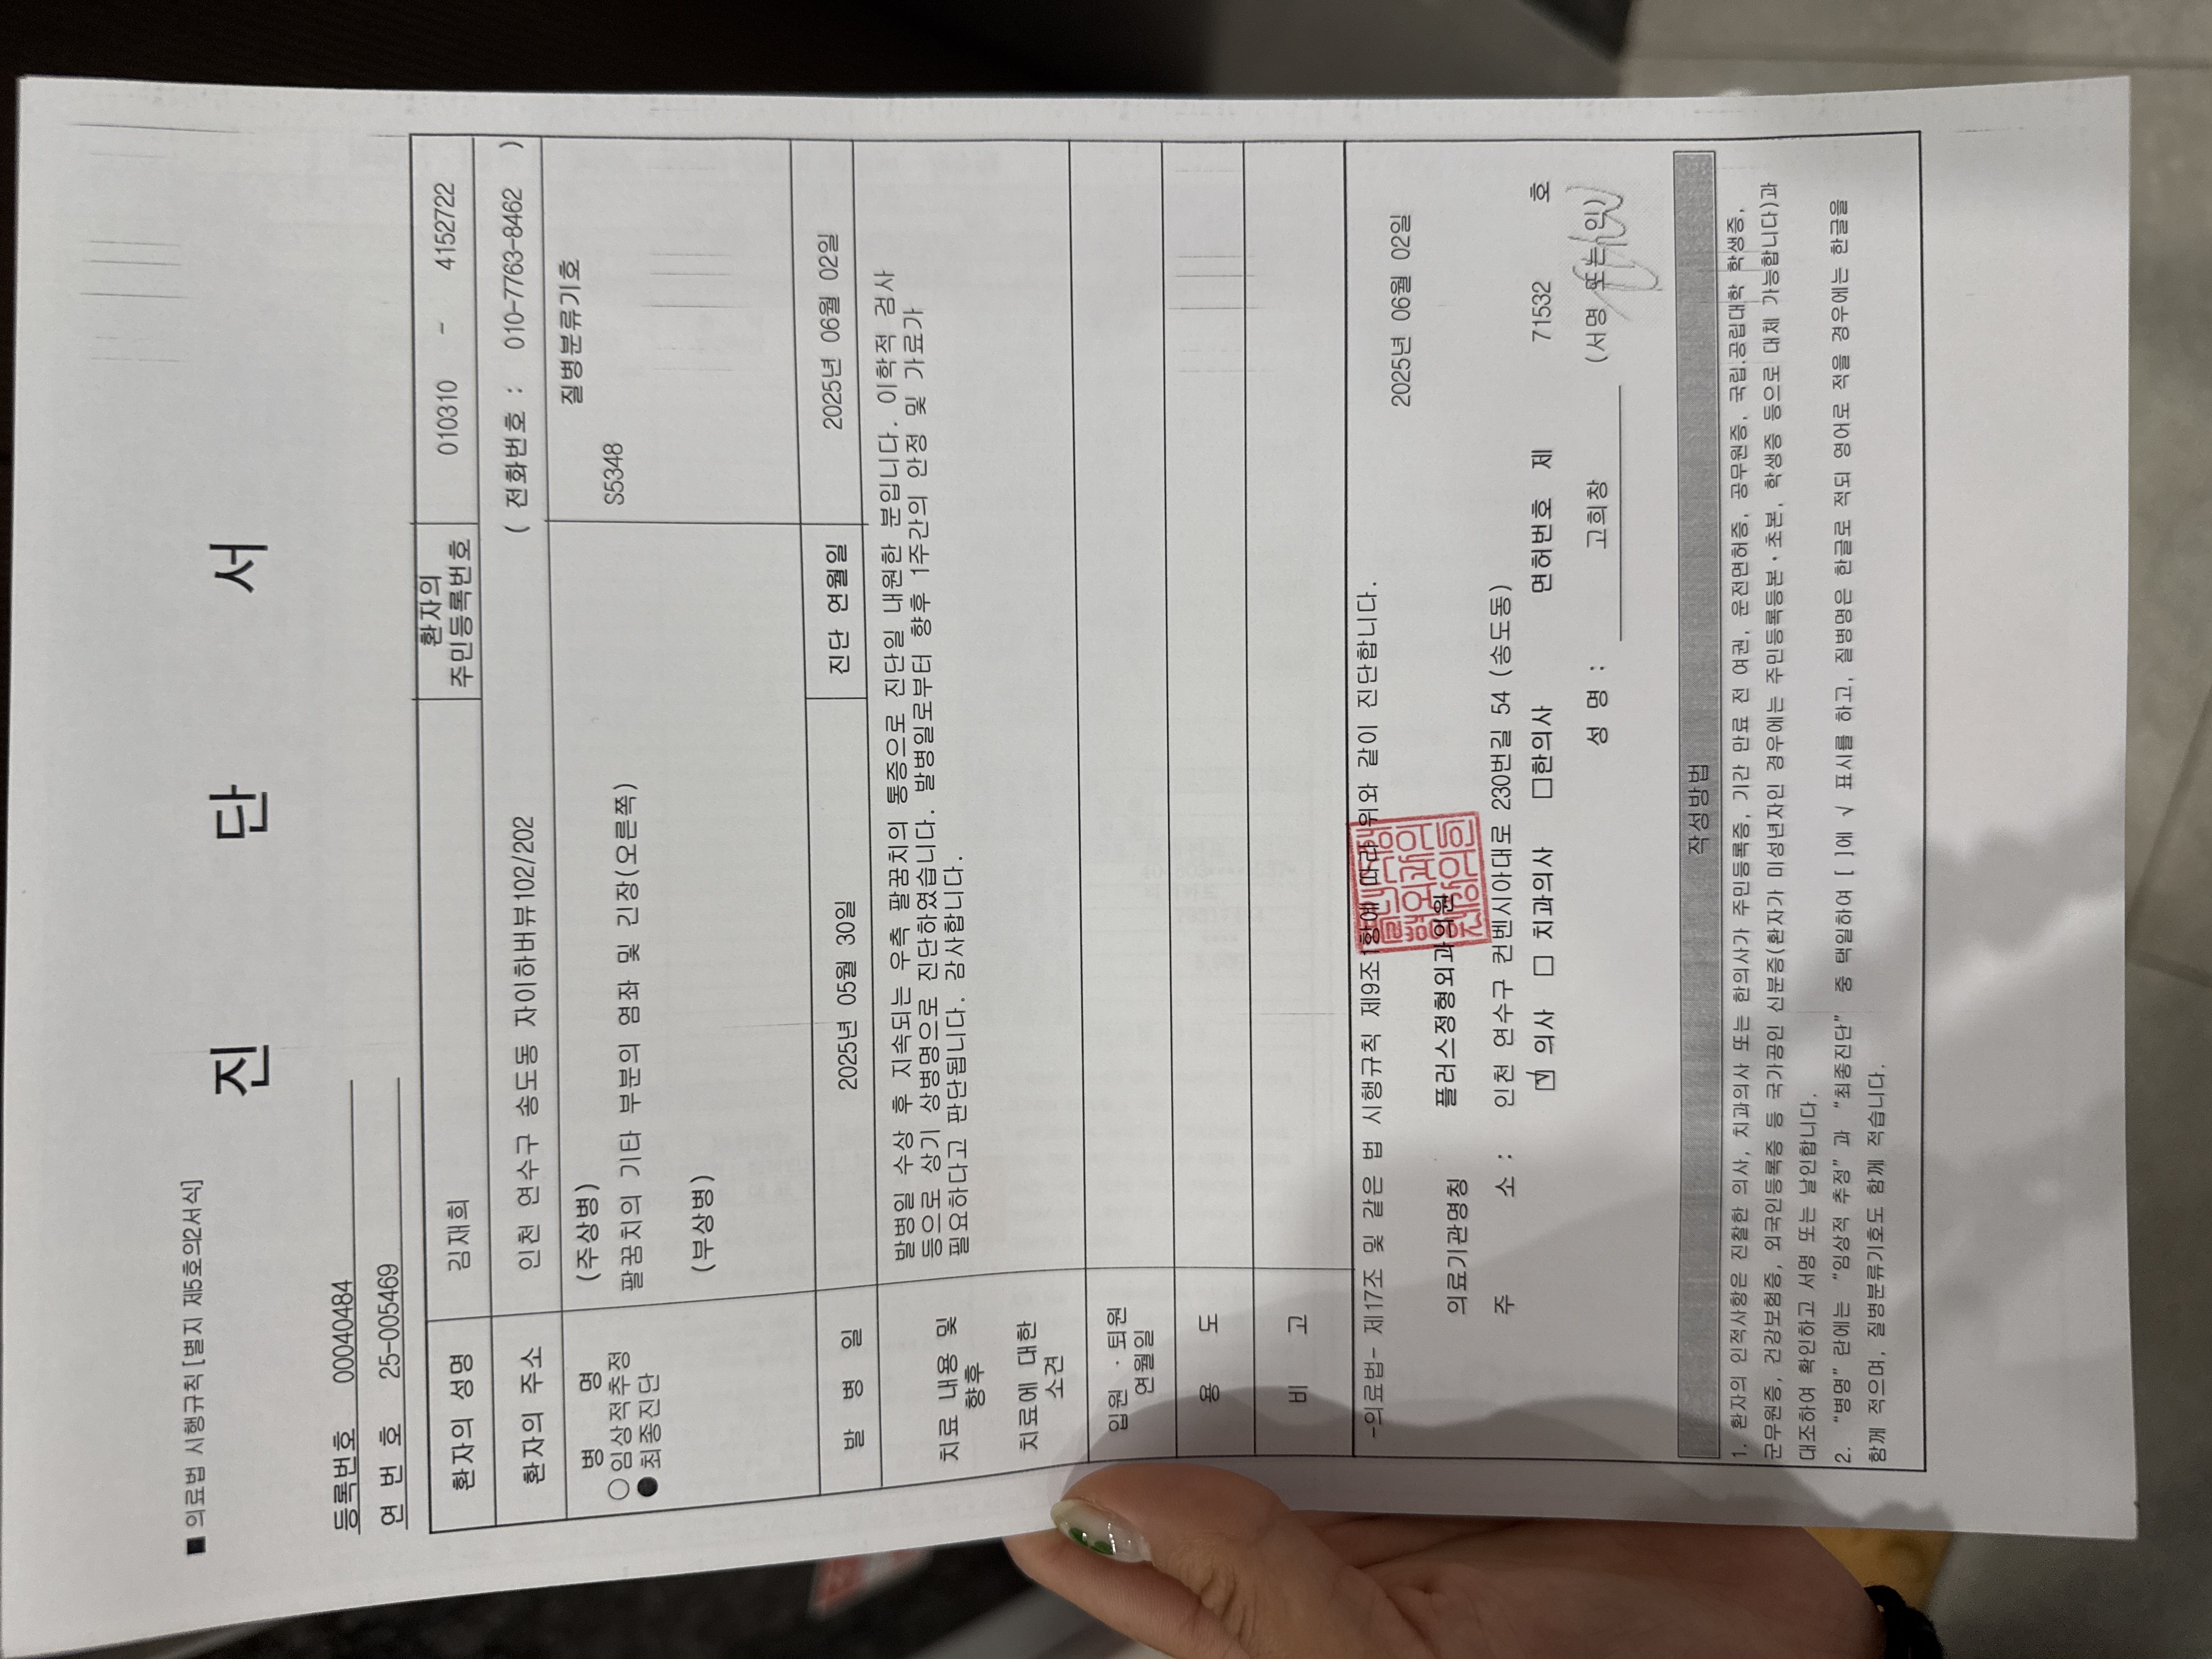 ■ 의료법 시행규칙 [별지 제5호의2서식]
진 단 서
등록번호 00040484
연 번 호 25-005469
환자의 성명 김재희 환자의 주민등록번호 010310 - 4152722
환자의 주소 인천 연수구 송도동 자이하버뷰102/202 ( 전화번호 : 010-7763-8462 )
병 명
○임상적추정
●최종진단
(주상병) 질병분류기호
팔꿈치의 기타 부분의 염좌 및 긴장(오른쪽) S5348
(부상병)
발 병 일 2025년 05월 30일 진단 연월일 2025년 06월 02일
치료 내용 및
향후
치료에 대한
소견
발병일 수상 후 지속되는 우측 팔꿈치의 통증으로 진단일 내원한 분입니다. 이학적 검사
등으로 상기 상병명으로 진단하였습니다. 발병일로부터 향후 1주간의 안정 및 가료가
필요하다고 판단됩니다. 감사합니다.
입원 · 퇴원
연월일
용 도
비 고
-의료법- 제17조 및 같은 법 시행규칙 제9조1항에 따라 위와 같이 진단합니다.
2025년 06월 02일
의료기관명칭 플러스정형외과의원
주 소 : 인천 연수구 컨벤시아대로 230번길 54 (송도동)
☑ 의사 □ 치과의사 □한의사 면허번호 제 71532 호
성 명 : 고희창 (서명 또는 인)
작성방법
1. 환자의 인적사항은 진찰한 의사, 치과의사 또는 한의사가 주민등록증, 기간 만료 전 여권, 운전면허증, 공무원증, 국립.공립대학 학생증,
군무원증, 건강보험증, 외국인등록증 등 국가공인 신분증(환자가 미성년자인 경우에는 주민등록등본·초본, 학생증 등으로 대체 가능합니다)과
대조하여 확인하고 서명 또는 날인합니다.
2. "병명" 란에는 "임상적 추정" 과 "최종진단" 중 택일하여 [ ]에 √ 표시를 하고, 질병명은 한글로 적되 영어로 적을 경우에는 한글을
함께 적으며, 질병분류기호도 함께 적습니다.